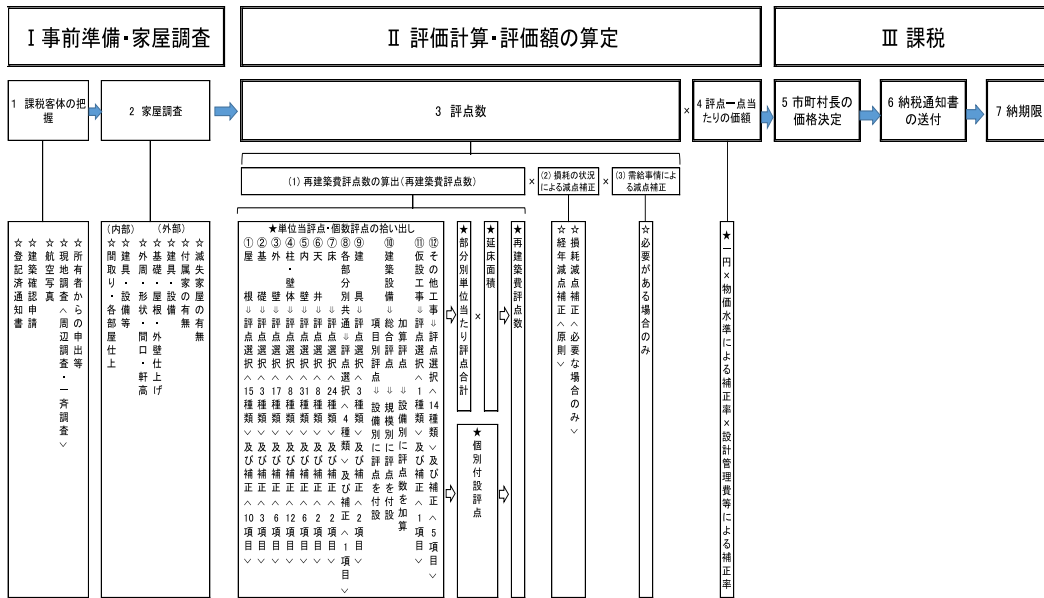 Ⅰ 事前準備・家屋調査
Ⅱ 評価計算・評価額の算定
Ⅲ 課税
1 課税客体の把握
2 家屋調査
3 評点数
×
4 評点一点当たりの価額
5 市町村長の価格決定
6 納税通知書の送付
7 納期限
(1) 再建築費評点数の算出(再建築費評点数)
×
(2) 損耗の状況による減点補正
×
(3) 需給事情による減点補正
☆所有者からの申出等
☆現地調査<周辺調査・一斉調査>
☆航空写真
☆建築確認申請
☆登記済通知書
(内部)
(外部)
☆滅失家屋の有無
☆付属家の有無
☆建具・設備
☆基礎・屋根・外壁仕上げ
☆外周・形状・間口・軒高
☆建具・設備等
☆間取り・各部屋仕上
★単位当評点・個数評点の拾い出し
①屋根⇒評点選択<15種類>及び補正<10項目>
②基礎⇒評点選択<3種類>及び補正<3項目>
③外壁⇒評点選択<17種類>及び補正<6項目>
④柱・壁体⇒評点選択<8種類>及び補正<12項目>
⑤内壁⇒評点選択<31種類>及び補正<6項目>
⑥天井⇒評点選択<8種類>及び補正<2項目>
⑦床⇒評点選択<24種類>及び補正<2項目>
⑧各部分別共通⇒評点選択<4種類>及び補正<1項目>
⑨建具⇒評点選択<3種類>及び補正<2項目>
項目別評点⇒設備別に評点を付設
⑩建築設備⇒総合評点⇒規模別に評点を付設
加算評点⇒設備別に評点数を加算
⑪仮設工事⇒評点選択<1種類>及び補正<1項目>
⑫その他工事⇒評点選択<14種類>及び補正<5項目>
★部分別単位当たり評点合計
×
★延床面積
★再建築費評点数
★個別付設評点
☆損耗減点補正<必要な場合のみ>
☆経年減点補正<原則>
☆必要がある場合のみ
★一円×物価水準による補正率×設計管理費等による補正率